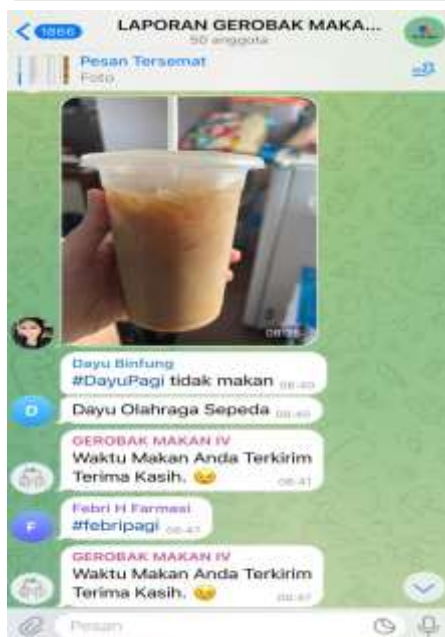 1866
LAPORAN GEROBAK MAKA...
50 anggota
Pesan Tersemat
Foto
Dayu Binfung
#DayuPagi tidak makan 08:40
Dayu Olahraga Sepeda 08:40
D
GEROBAK MAKAN IV
Waktu Makan Anda Terkirim
Terima Kasih. 😉 08:41
Febri H Farmasi
#febripagi 08:47
F
GEROBAK MAKAN IV
Waktu Makan Anda Terkirim
Terima Kasih. 😉
Pesan